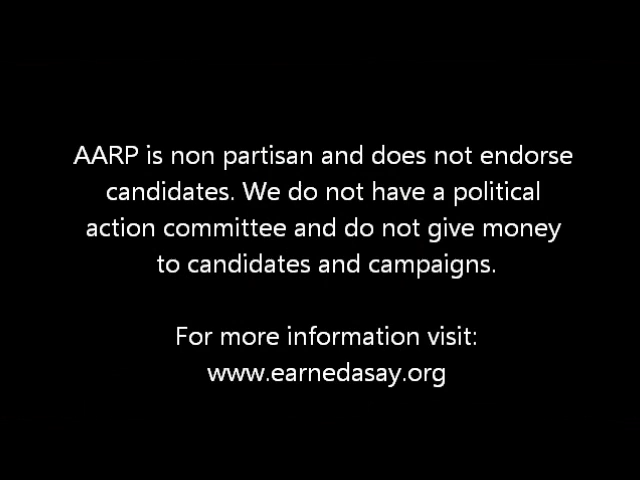 AARP is non partisan and does not endorse
candidates. We do not have a political
action committee and do not give money
to candidates and campaigns.
For more information visit:
www.earnedasay.org